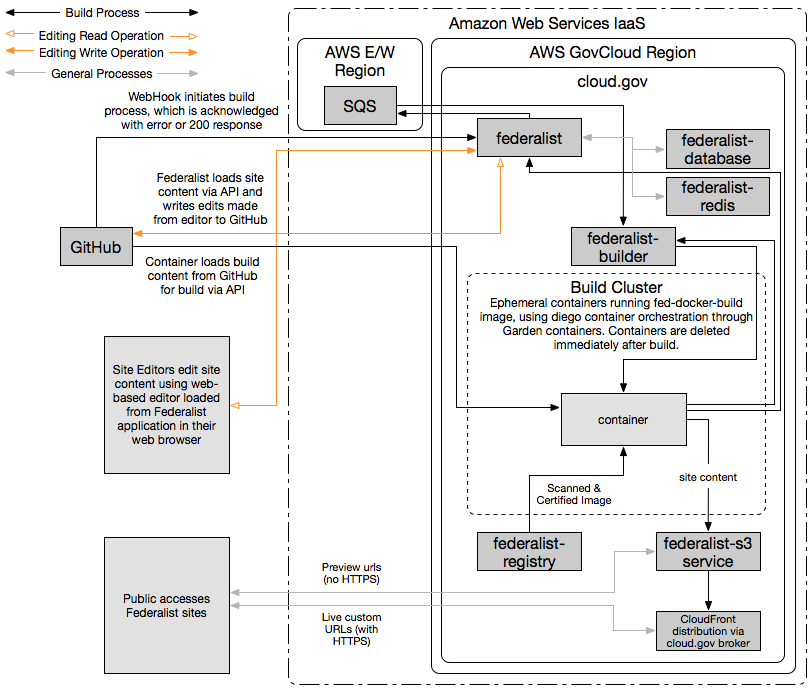 Build Process
Editing Read Operation
Editing Write Operation
General Processes
Amazon Web Services IaaS
AWS E/W
Region
SQS
AWS GovCloud Region
cloud.gov
WebHook initiates build
process, which is acknowledged
with error or 200 response
federalist
federalist-
database
federalist-
redis
Federalist loads site
content via API and
writes edits made
from editor to GitHub
GitHub
federalist-
builder
Container loads build
content from GitHub
for build via API
Build Cluster
Ephemeral containers running fed-docker-build
image, using diego container orchestration through
Garden containers. Containers are deleted
immediately after build.
Site Editors edit site
content using web-
based editor loaded
from Federalist
application in their
web browser
container
site content
Scanned &
Certified Image
federalist-
registry
federalist-s3
service
Preview urls
(no HTTPS)
Public accesses
Federalist sites
Live custom
URLs (with
HTTPS)
CloudFront
distribution via
cloud.gov broker